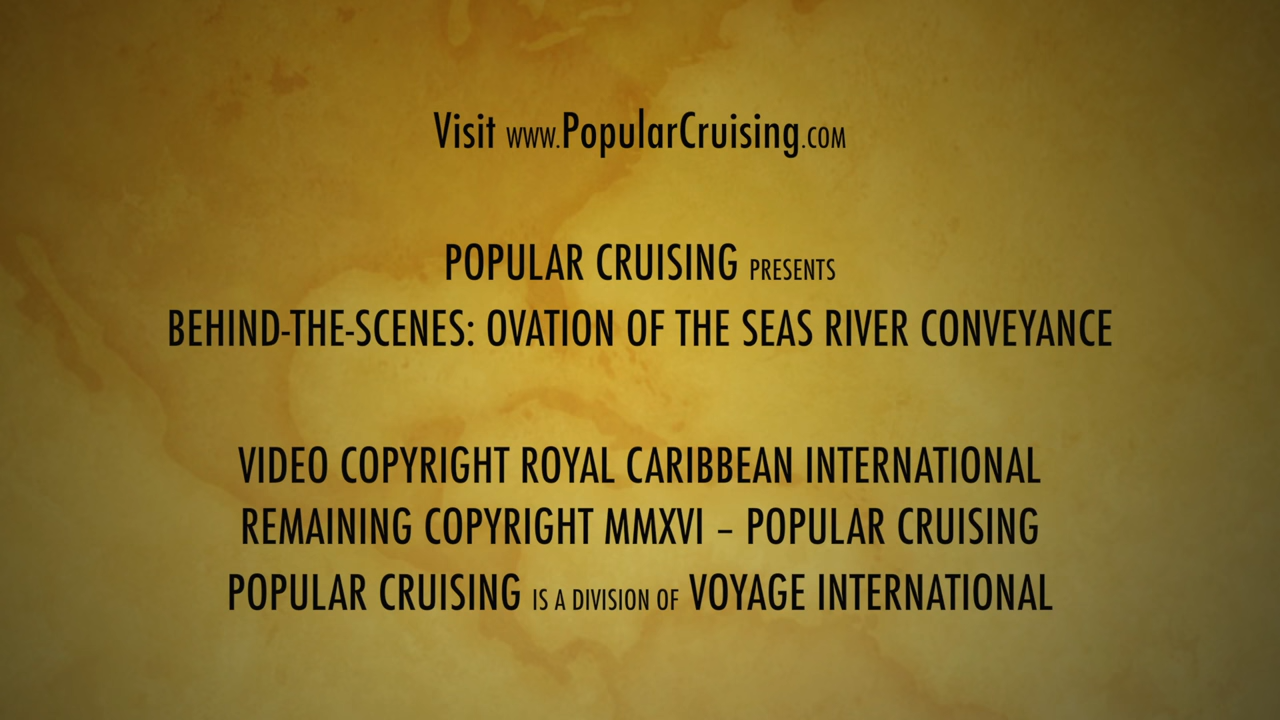 Visit www.PopularCruising.com
POPULAR CRUISING PRESENTS
BEHIND-THE-SCENES: OVATION OF THE SEAS RIVER CONVEYANCE
VIDEO COPYRIGHT ROYAL CARIBBEAN INTERNATIONAL
REMAINING COPYRIGHT MMXVI – POPULAR CRUISING
POPULAR CRUISING IS A DIVISION OF VOYAGE INTERNATIONAL